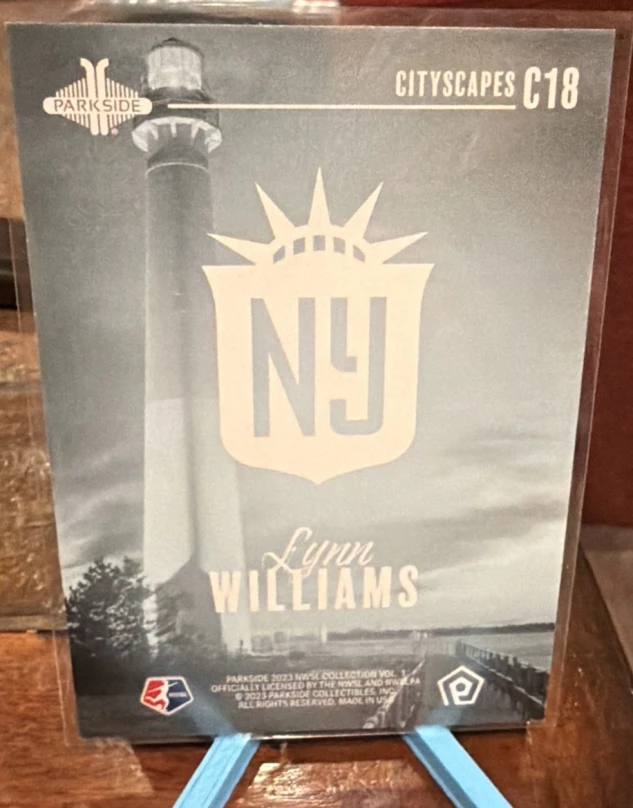 PARKSIDE
CITYSCAPES C18
NY
Lynn
WILLIAMS
PARKSIDE 2023 NWSL COLLECTION VOL. 1
OFFICIALLY LICENSED BY THE NWSL AND NWSLPA
© 2023 PARKSIDE COLLECTIBLES, INC.
ALL RIGHTS RESERVED. MADE IN USA